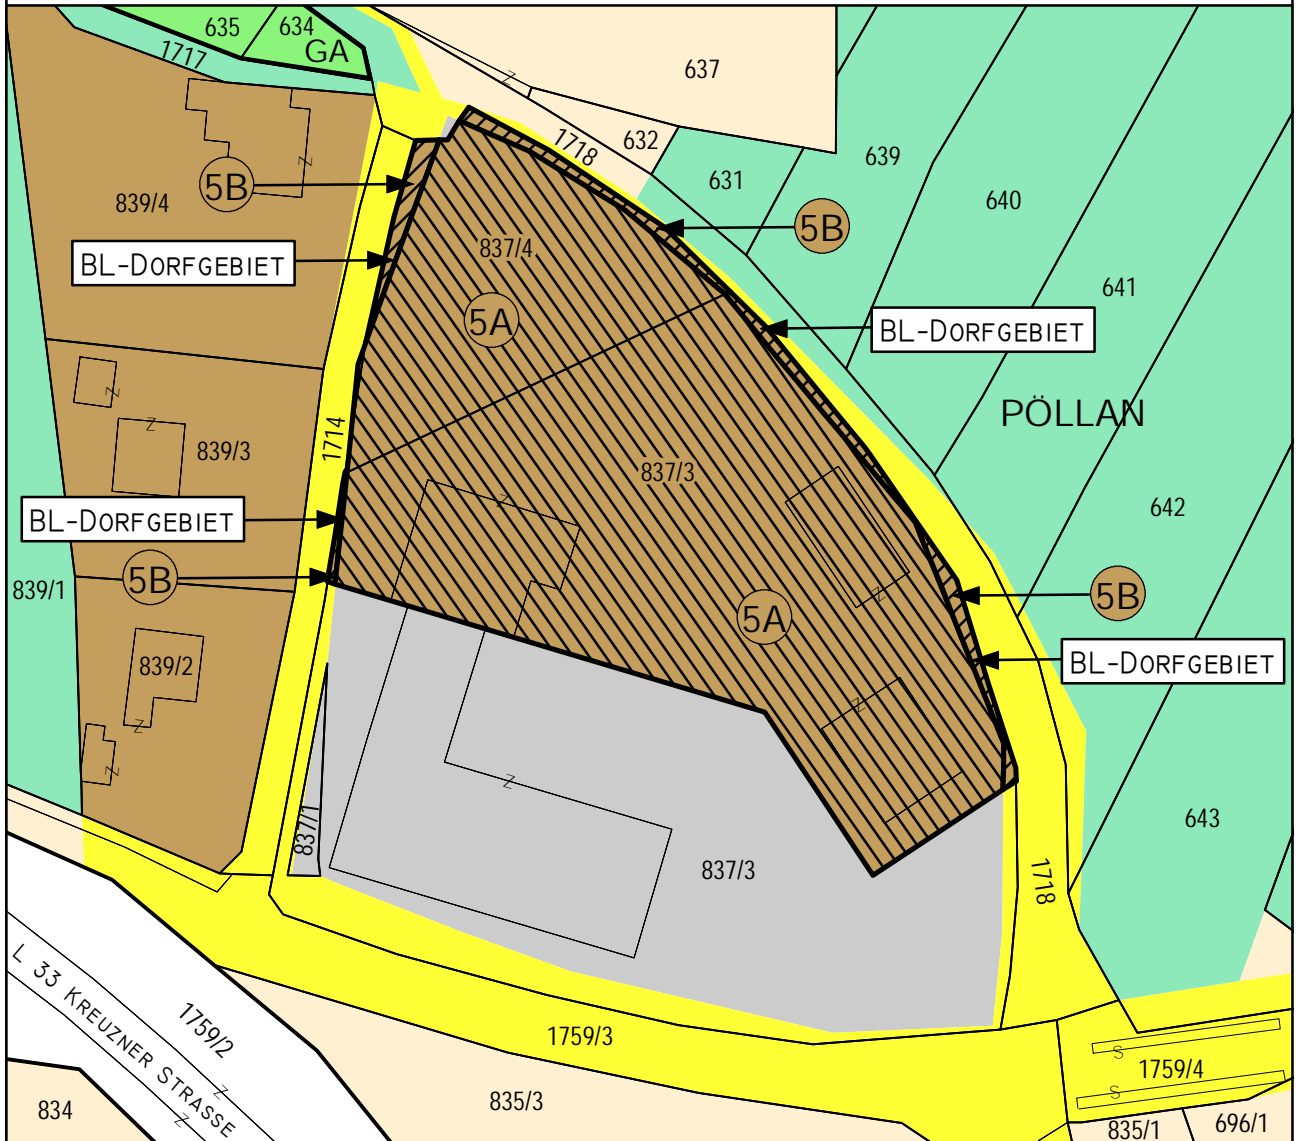 635
634
GA
1717
637
Z
632
1718
639
631
640
Z
5B
839/4
5B
837/4
BL-DORFGEBIET
641
5A
BL-DORFGEBIET
PÖLLAN
Z
Z
1714
839/3
837/3
Z
642
BL-DORFGEBIET
5B
839/1
Z
5B
5A
839/2
BL-DORFGEBIET
Z
Z
Z
Z
837/1
643
837/3
1718
L 33 KREUZNER STRASSE
1759/2
1759/3
S
1759/4
Z
S
835/3
834
Z
835/1
696/1